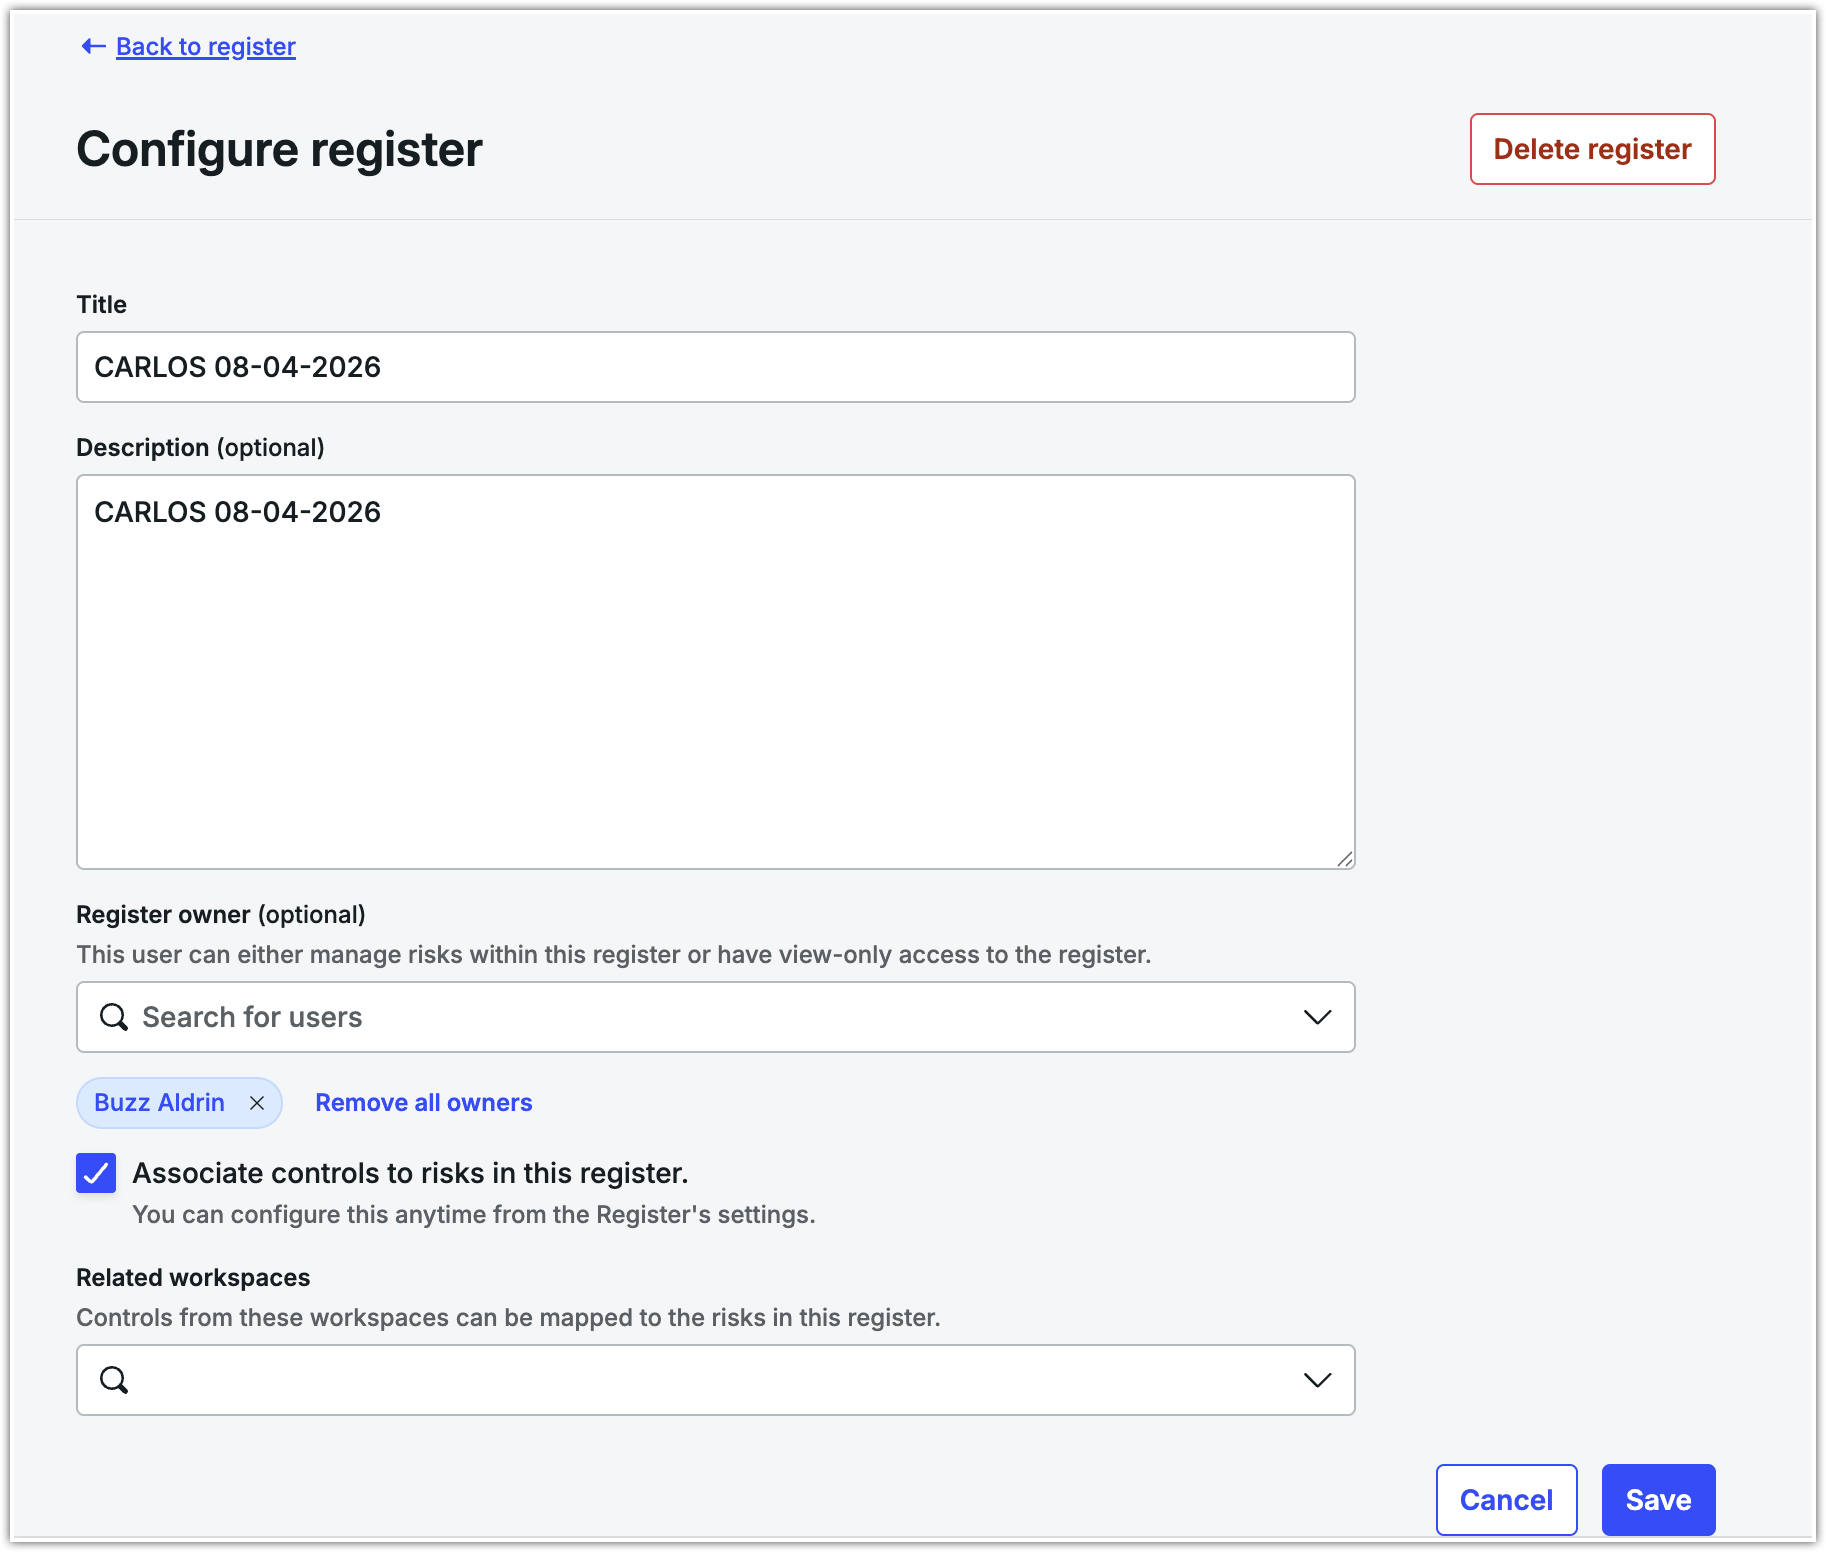 Back to register
Configure register
Delete register
Title
CARLOS 08-04-2026
Description (optional)
CARLOS 08-04-2026
Register owner (optional)
This user can either manage risks within this register or have view-only access to the register.
Search for users
Buzz Aldrin
Remove all owners
Associate controls to risks in this register.
You can configure this anytime from the Register's settings.
Related workspaces
Controls from these workspaces can be mapped to the risks in this register.
Cancel
Save